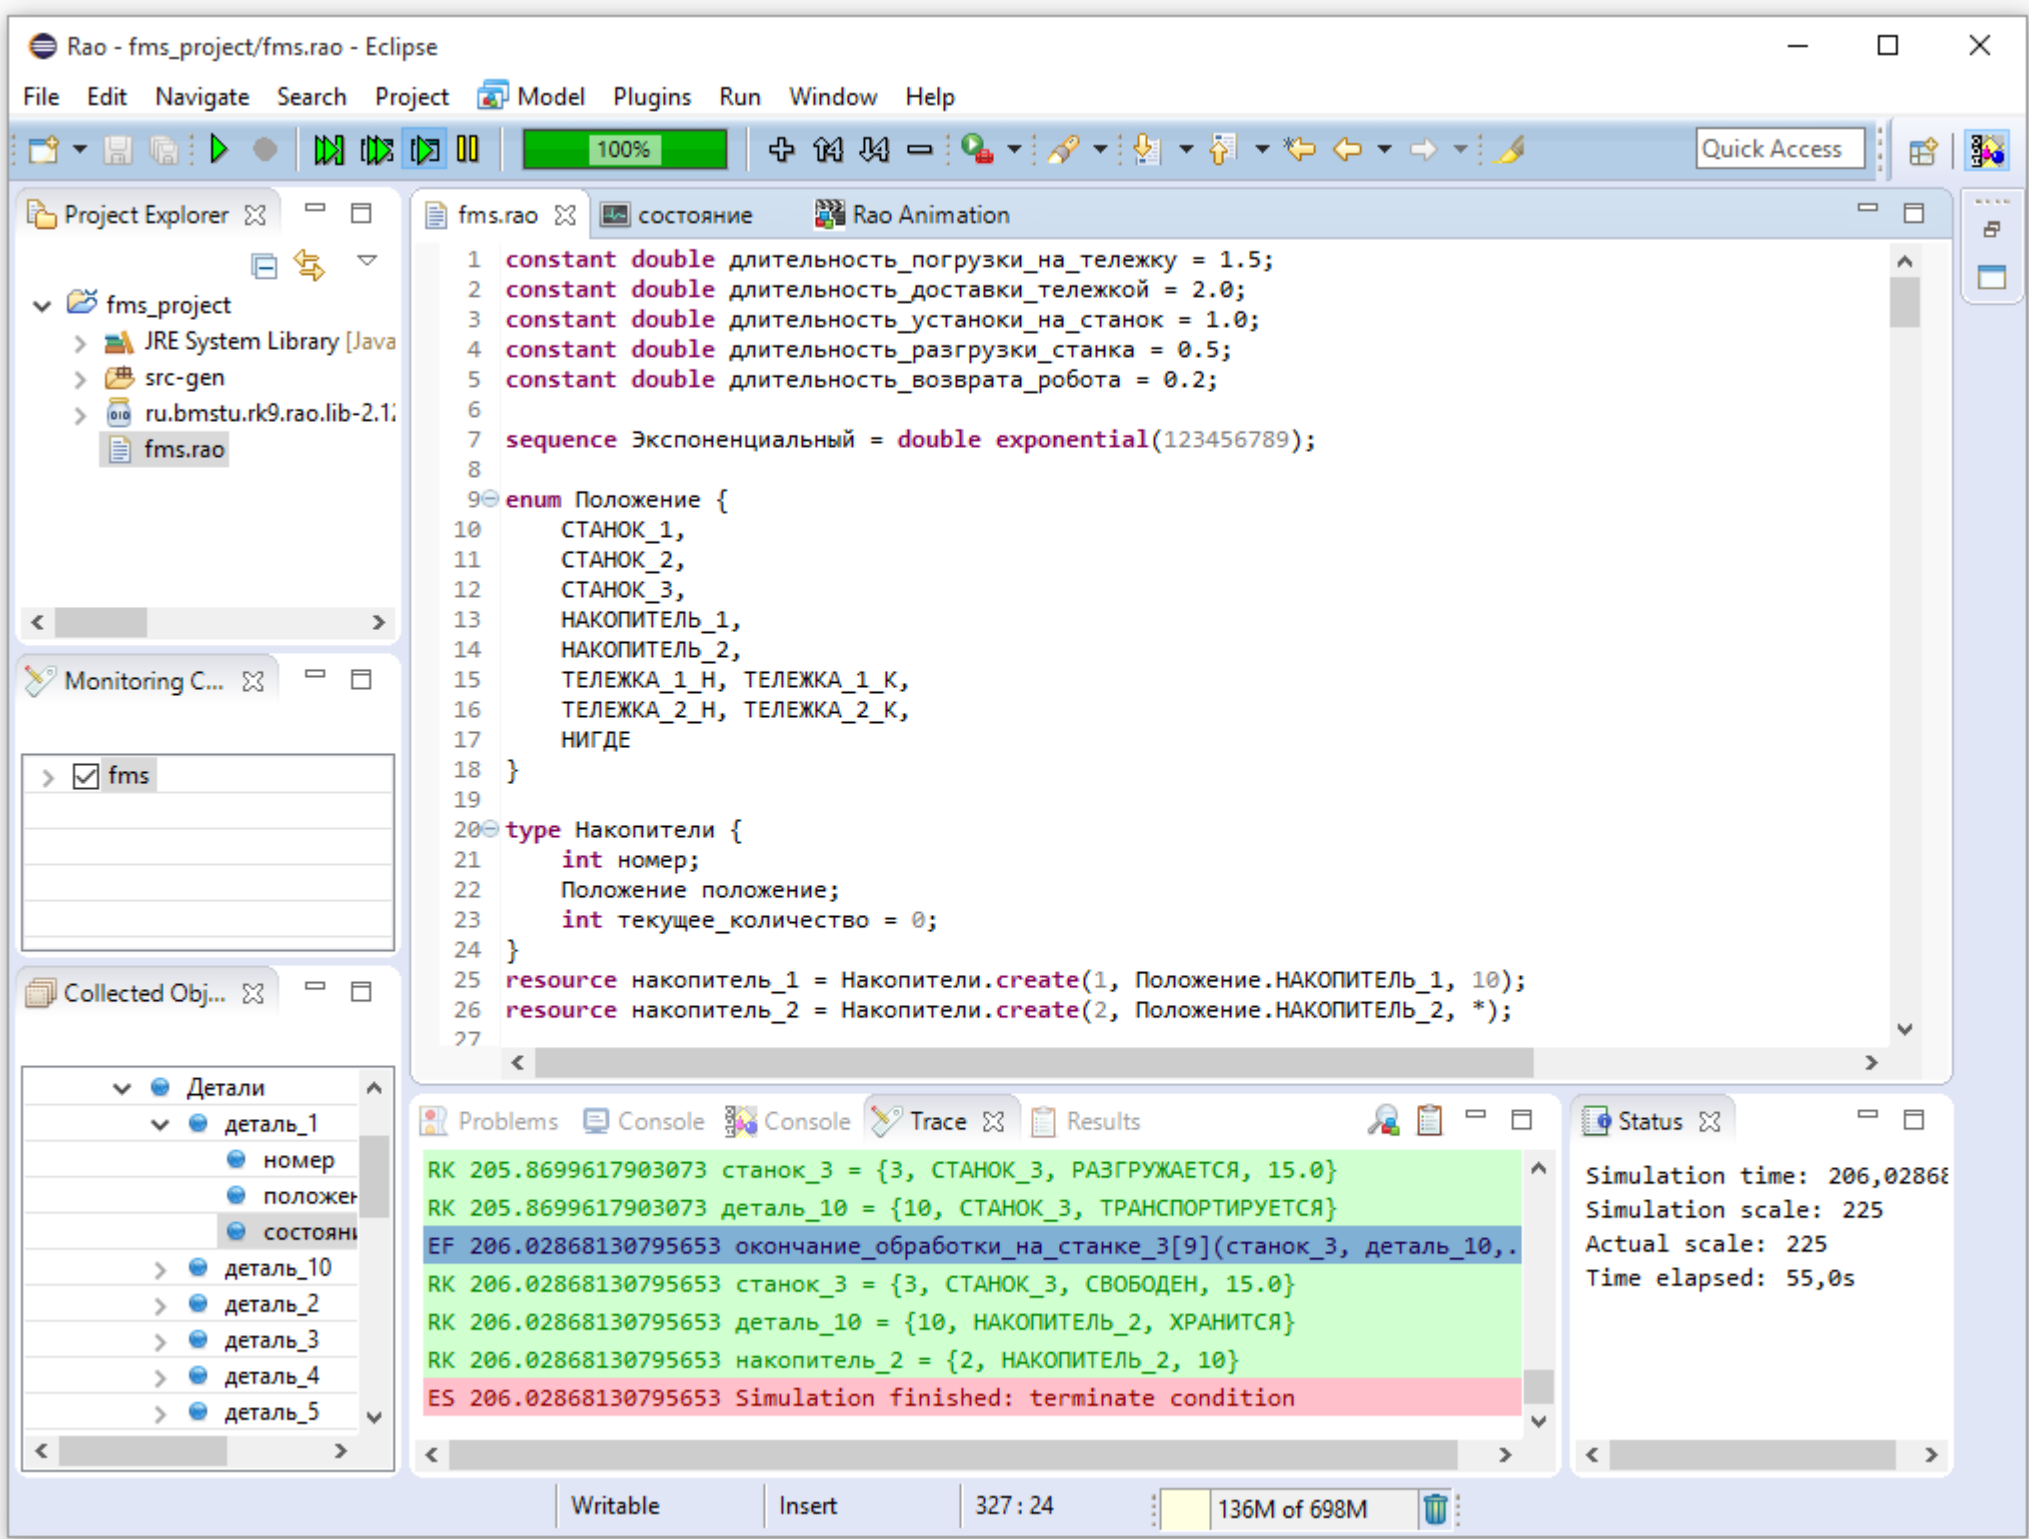 Rao - fms_project/fms.rao - Eclipse
File Edit Navigate Search Project Model Plugins Run Window Help
100%
Quick Access
Project Explorer
fms_project
JRE System Library [Java
src-gen
ru.bmstu.rk9.rao.lib-2.1
fms.rao
Monitoring C...
fms
Collected Obj...
Детали
деталь_1
номер
положен
состояни
деталь_10
деталь_2
деталь_3
деталь_4
деталь_5
fms.rao состояние Rao Animation
1 constant double длительность_погрузки_на_тележку = 1.5;
2 constant double длительность_доставки_тележкой = 2.0;
3 constant double длительность_устаноки_на_станок = 1.0;
4 constant double длительность_разгрузки_станка = 0.5;
5 constant double длительность_возврата_робота = 0.2;
6
7 sequence Экспоненциальный = double exponential(123456789);
8
9 enum Положение {
10 СТАНОК_1,
11 СТАНОК_2,
12 СТАНОК_3,
13 НАКОПИТЕЛЬ_1,
14 НАКОПИТЕЛЬ_2,
15 ТЕЛЕЖКА_1_Н, ТЕЛЕЖКА_1_К,
16 ТЕЛЕЖКА_2_Н, ТЕЛЕЖКА_2_К,
17 НИГДЕ
18 }
19
20 type Накопители {
21 int номер;
22 Положение положение;
23 int текущее_количество = 0;
24 }
25 resource накопитель_1 = Накопители.create(1, Положение.НАКОПИТЕЛЬ_1, 10);
26 resource накопитель_2 = Накопители.create(2, Положение.НАКОПИТЕЛЬ_2, *);
27
Problems Console Console Trace Results
RK 205.8699617903073 станок_3 = {3, СТАНОК_3, РАЗГРУЖАЕТСЯ, 15.0}
RK 205.8699617903073 деталь_10 = {10, СТАНОК_3, ТРАНСПОРТИРУЕТСЯ}
EF 206.02868130795653 окончание_обработки_на_станке_3[9](станок_3, деталь_10,.
RK 206.02868130795653 станок_3 = {3, СТАНОК_3, СВОБОДЕН, 15.0}
RK 206.02868130795653 деталь_10 = {10, НАКОПИТЕЛЬ_2, ХРАНИТСЯ}
RK 206.02868130795653 накопитель_2 = {2, НАКОПИТЕЛЬ_2, 10}
ES 206.02868130795653 Simulation finished: terminate condition
Status
Simulation time: 206,02868
Simulation scale: 225
Actual scale: 225
Time elapsed: 55,0s
Writable Insert 327:24 136M of 698M